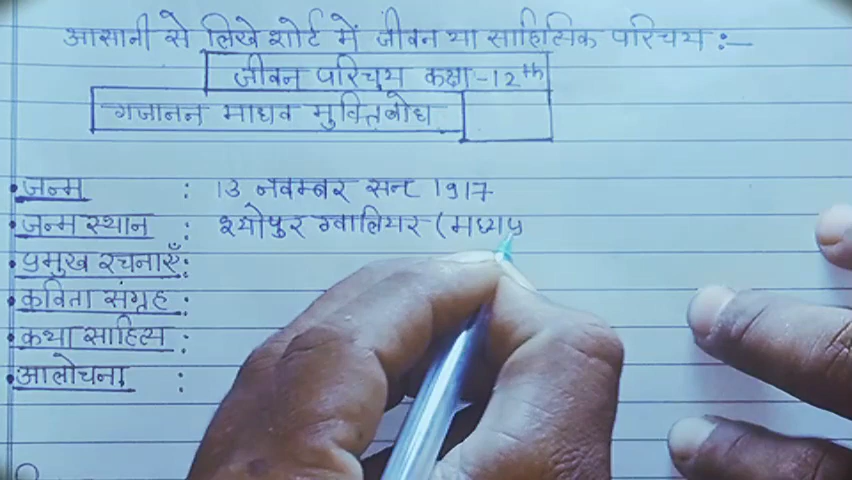 आसानी से लिखे शोर्ट में जीवन या साहित्सिक परिचय :—
जीवन परिचय कक्षा -12th
गजानन माधव मुक्तिबोध
• जन्म : 13 नवम्बर सन् 1917
• जन्म स्थान : श्योपुर ग्वालियर (मध्यप्र
• प्रमुख रचनाएँ:
• कविता संग्रह :
• कथा साहित्य :
• आलोचना :